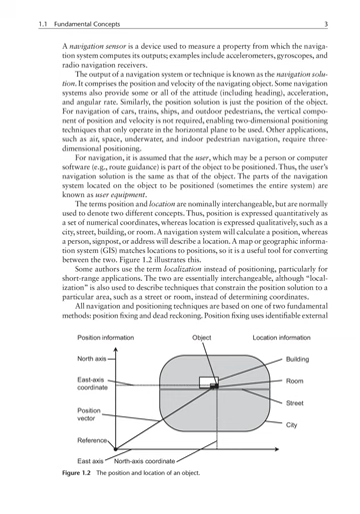 1.1 Fundamental Concepts 3
A navigation sensor is a device used to measure a property from which the naviga-
tion system computes its outputs; examples include accelerometers, gyroscopes, and
radio navigation receivers.
The output of a navigation system or technique is known as the navigation solu-
tion. It comprises the position and velocity of the navigating object. Some navigation
systems also provide some or all of the attitude (including heading), acceleration,
and angular rate. Similarly, the position solution is just the position of the object.
For navigation of cars, trains, ships, and outdoor pedestrians, the vertical compo-
nent of position and velocity is not required, enabling two-dimensional positioning
techniques that only operate in the horizontal plane to be used. Other applications,
such as air, space, underwater, and indoor pedestrian navigation, require three-
dimensional positioning.
For navigation, it is assumed that the user, which may be a person or computer
software (e.g., route guidance) is part of the object to be positioned. Thus, the user's
navigation solution is the same as that of the object. The parts of the navigation
system located on the object to be positioned (sometimes the entire system) are
known as user equipment.
The terms position and location are nominally interchangeable, but are normally
used to denote two different concepts. Thus, position is expressed quantitatively as
a set of numerical coordinates, whereas location is expressed qualitatively, such as a
city, street, building, or room. A navigation system will calculate a position, whereas
a person, signpost, or address will describe a location. A map or geographic informa-
tion system (GIS) matches locations to positions, so it is a useful tool for converting
between the two. Figure 1.2 illustrates this.
Some authors use the term localization instead of positioning, particularly for
short-range applications. The two are essentially interchangeable, although "local-
ization" is also used to describe techniques that constrain the position solution to a
particular area, such as a street or room, instead of determining coordinates.
All navigation and positioning techniques are based on one of two fundamental
methods: position fixing and dead reckoning. Position fixing uses identifiable external
Position information Object Location information
North axis Building
East-axis
coordinate
Room
Street
Position
vector
City
Reference
East axis North-axis coordinate
Figure 1.2 The position and location of an object.